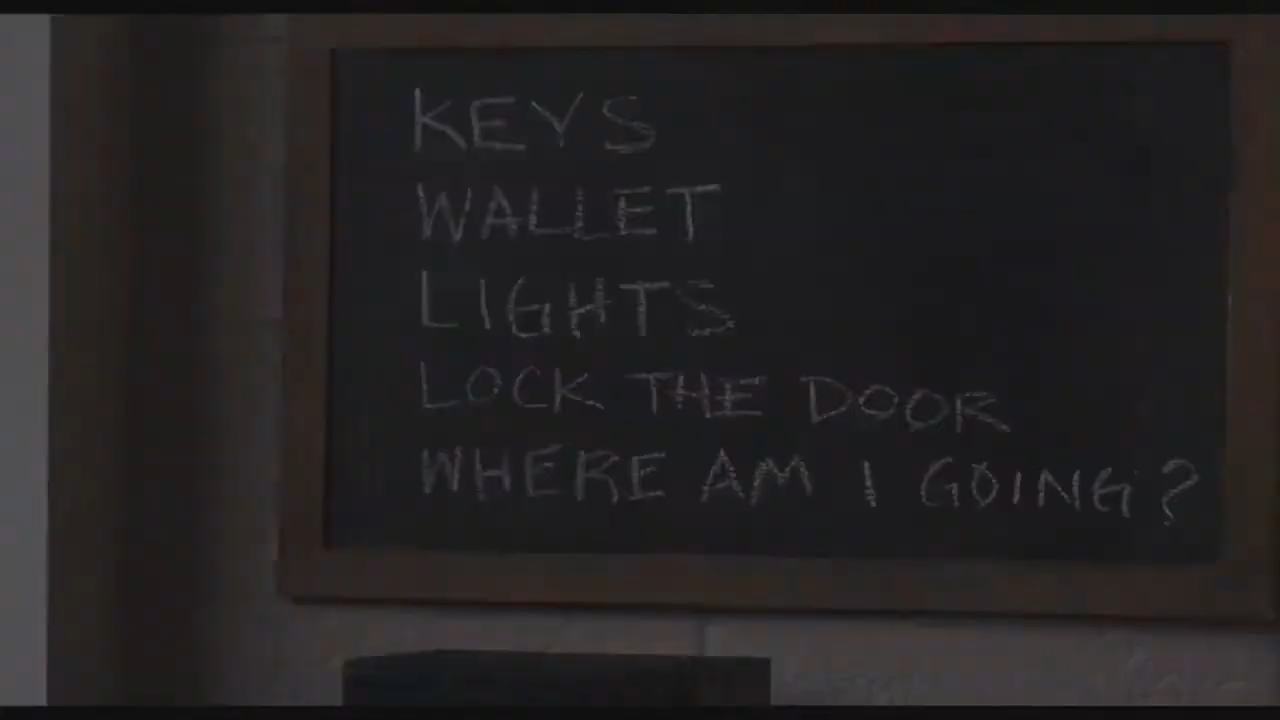 KEYS
WALLET
LIGHTS
LOCK THE DOOR
WHERE AM I GOING?